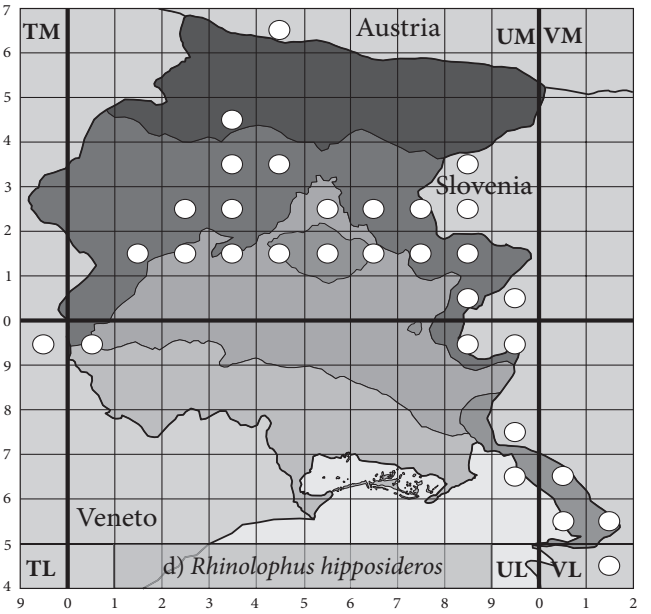 7
TM
Austria
UM
VM
6
5
4
3
Slovenia
2
1
0
9
8
7
6
Veneto
5
TL
d) Rhinolophus hipposideros
UL
VL
4
9 0 1 2 3 4 5 6 7 8 9 0 1 2